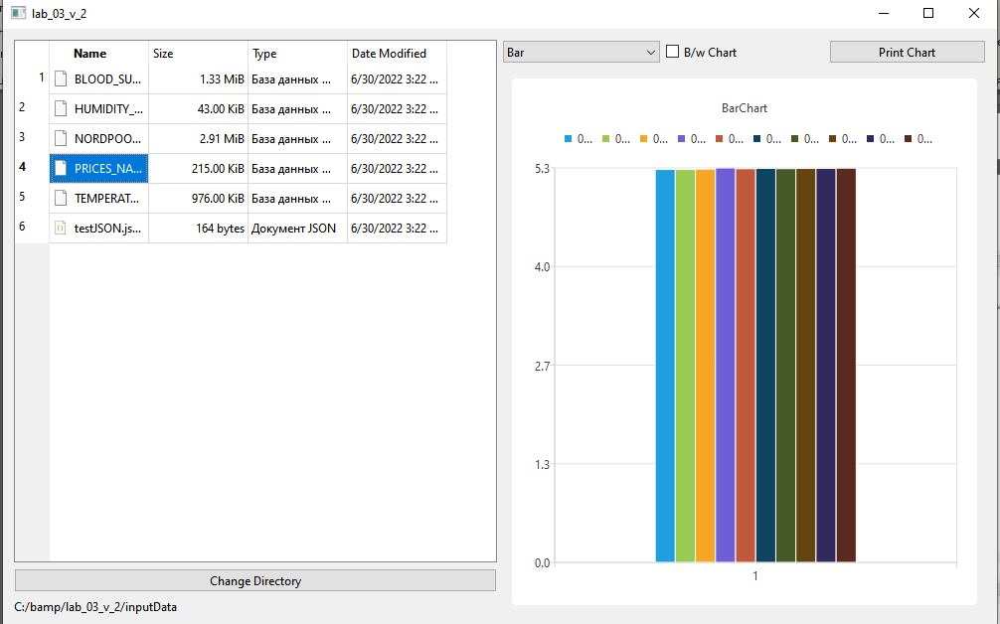 lab_03_v_2
Name Size Type Date Modified
1 BLOOD_SU... 1.33 MiB База данных ... 6/30/2022 3:22 ...
2 HUMIDITY_... 43.00 KiB База данных ... 6/30/2022 3:22 ...
3 NORDPOO... 2.91 MiB База данных ... 6/30/2022 3:22 ...
4 PRICES_NA... 215.00 KiB База данных ... 6/30/2022 3:22 ...
5 TEMPERAT... 976.00 KiB База данных ... 6/30/2022 3:22 ...
6 testJSON.js... 164 bytes Документ JSON 6/30/2022 3:22 ...
Change Directory
C:/bamp/lab_03_v_2/inputData
Bar B/w Chart Print Chart
BarChart
0... 0... 0... 0... 0... 0... 0... 0... 0... 0...
5.3
4.0
2.7
1.3
0.0
1